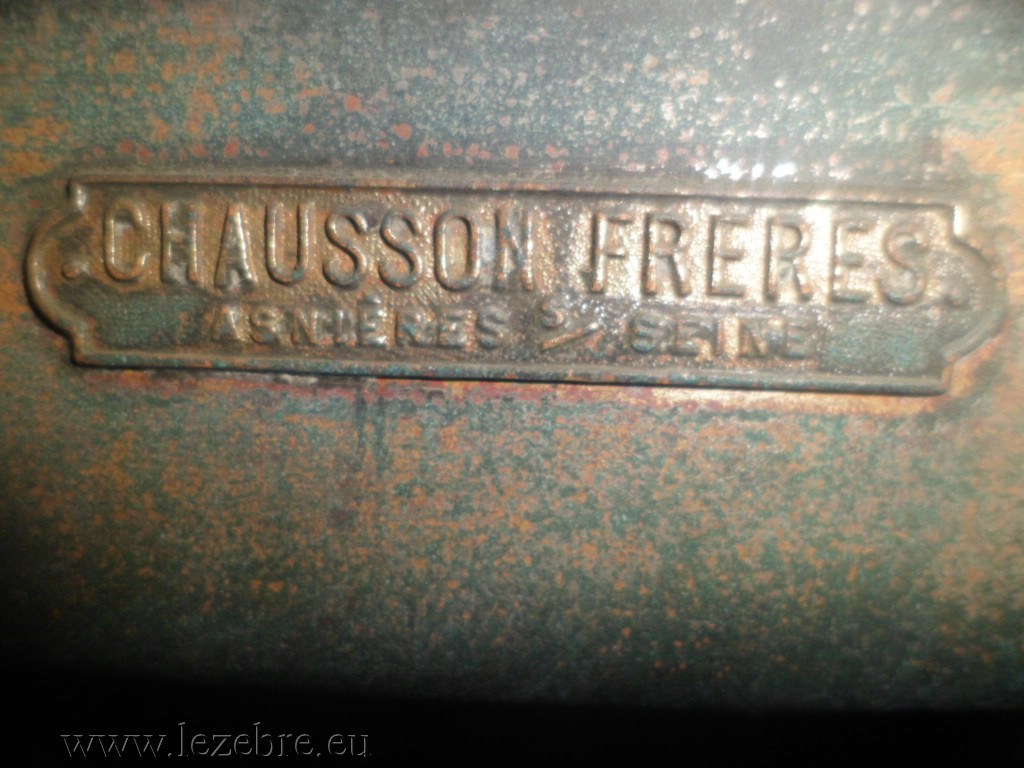 CHAUSSON FRERES.
ASNIÈRES S/ SEINE
www.lezebre.eu